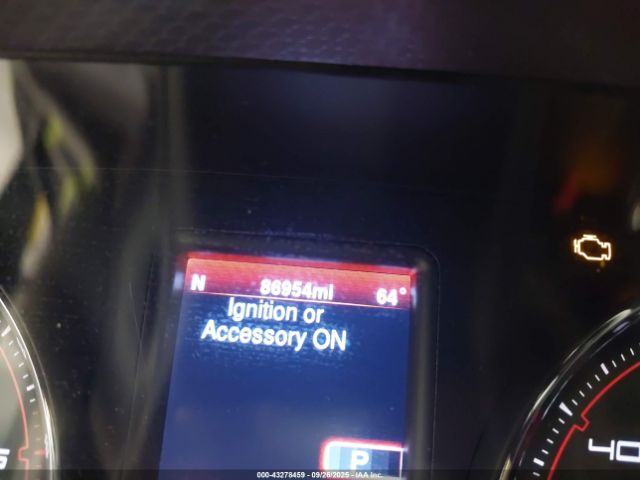 N 86954mi 64°
Ignition or
Accessory ON
P
40
000-43278459 - 09/26/2025 - IAA Inc.